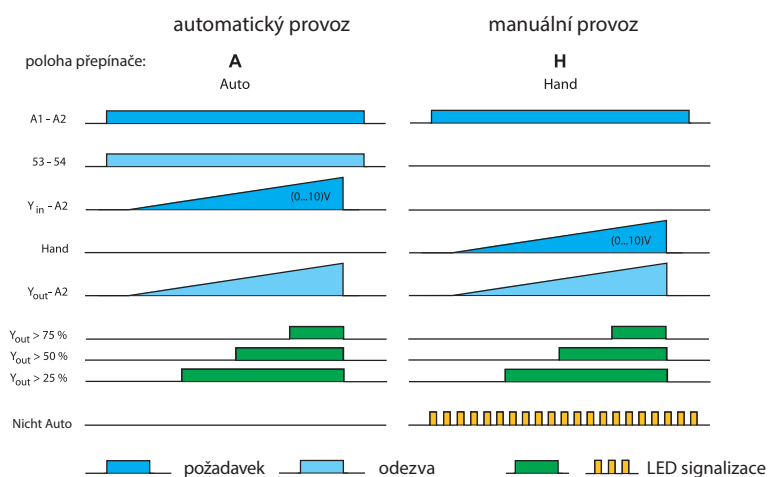 automatický provoz manuální provoz
poloha přepínače: A H
Auto Hand
A1 - A2
53 - 54
Y in - A2 (0...10)V
Hand (0...10)V
Yout- A2
Yout > 75 %
Yout > 50 %
Yout > 25 %
Nicht Auto
požadavek odezva LED signalizace